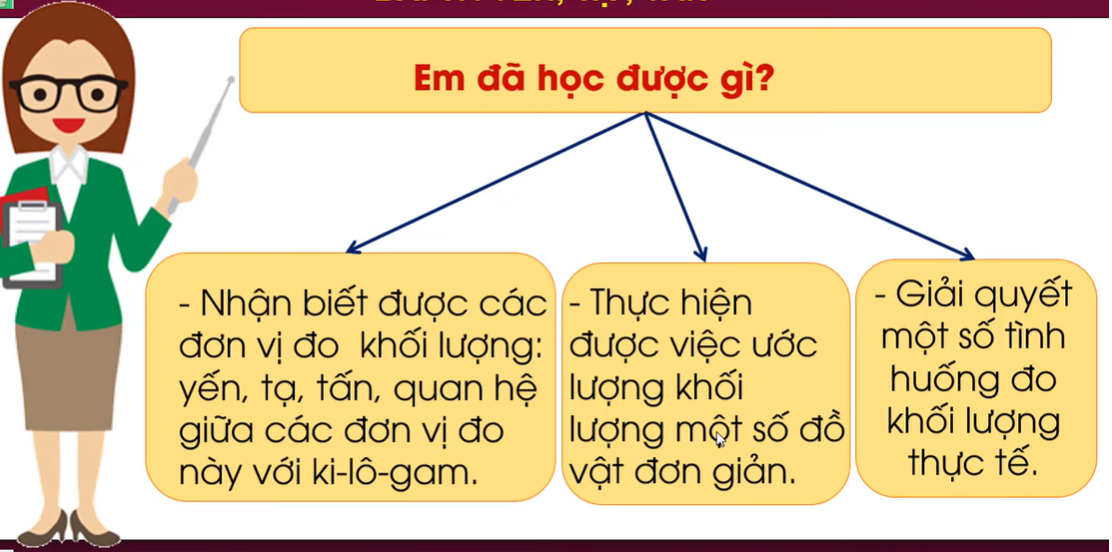 Em đã học được gì?
- Nhận biết được các
đơn vị đo khối lượng:
yến, tạ, tấn, quan hệ
giữa các đơn vị đo
này với ki-lô-gam.
- Thực hiện
được việc ước
lượng khối
lượng một số đồ
vật đơn giản.
- Giải quyết
một số tình
huống đo
khối lượng
thực tế.